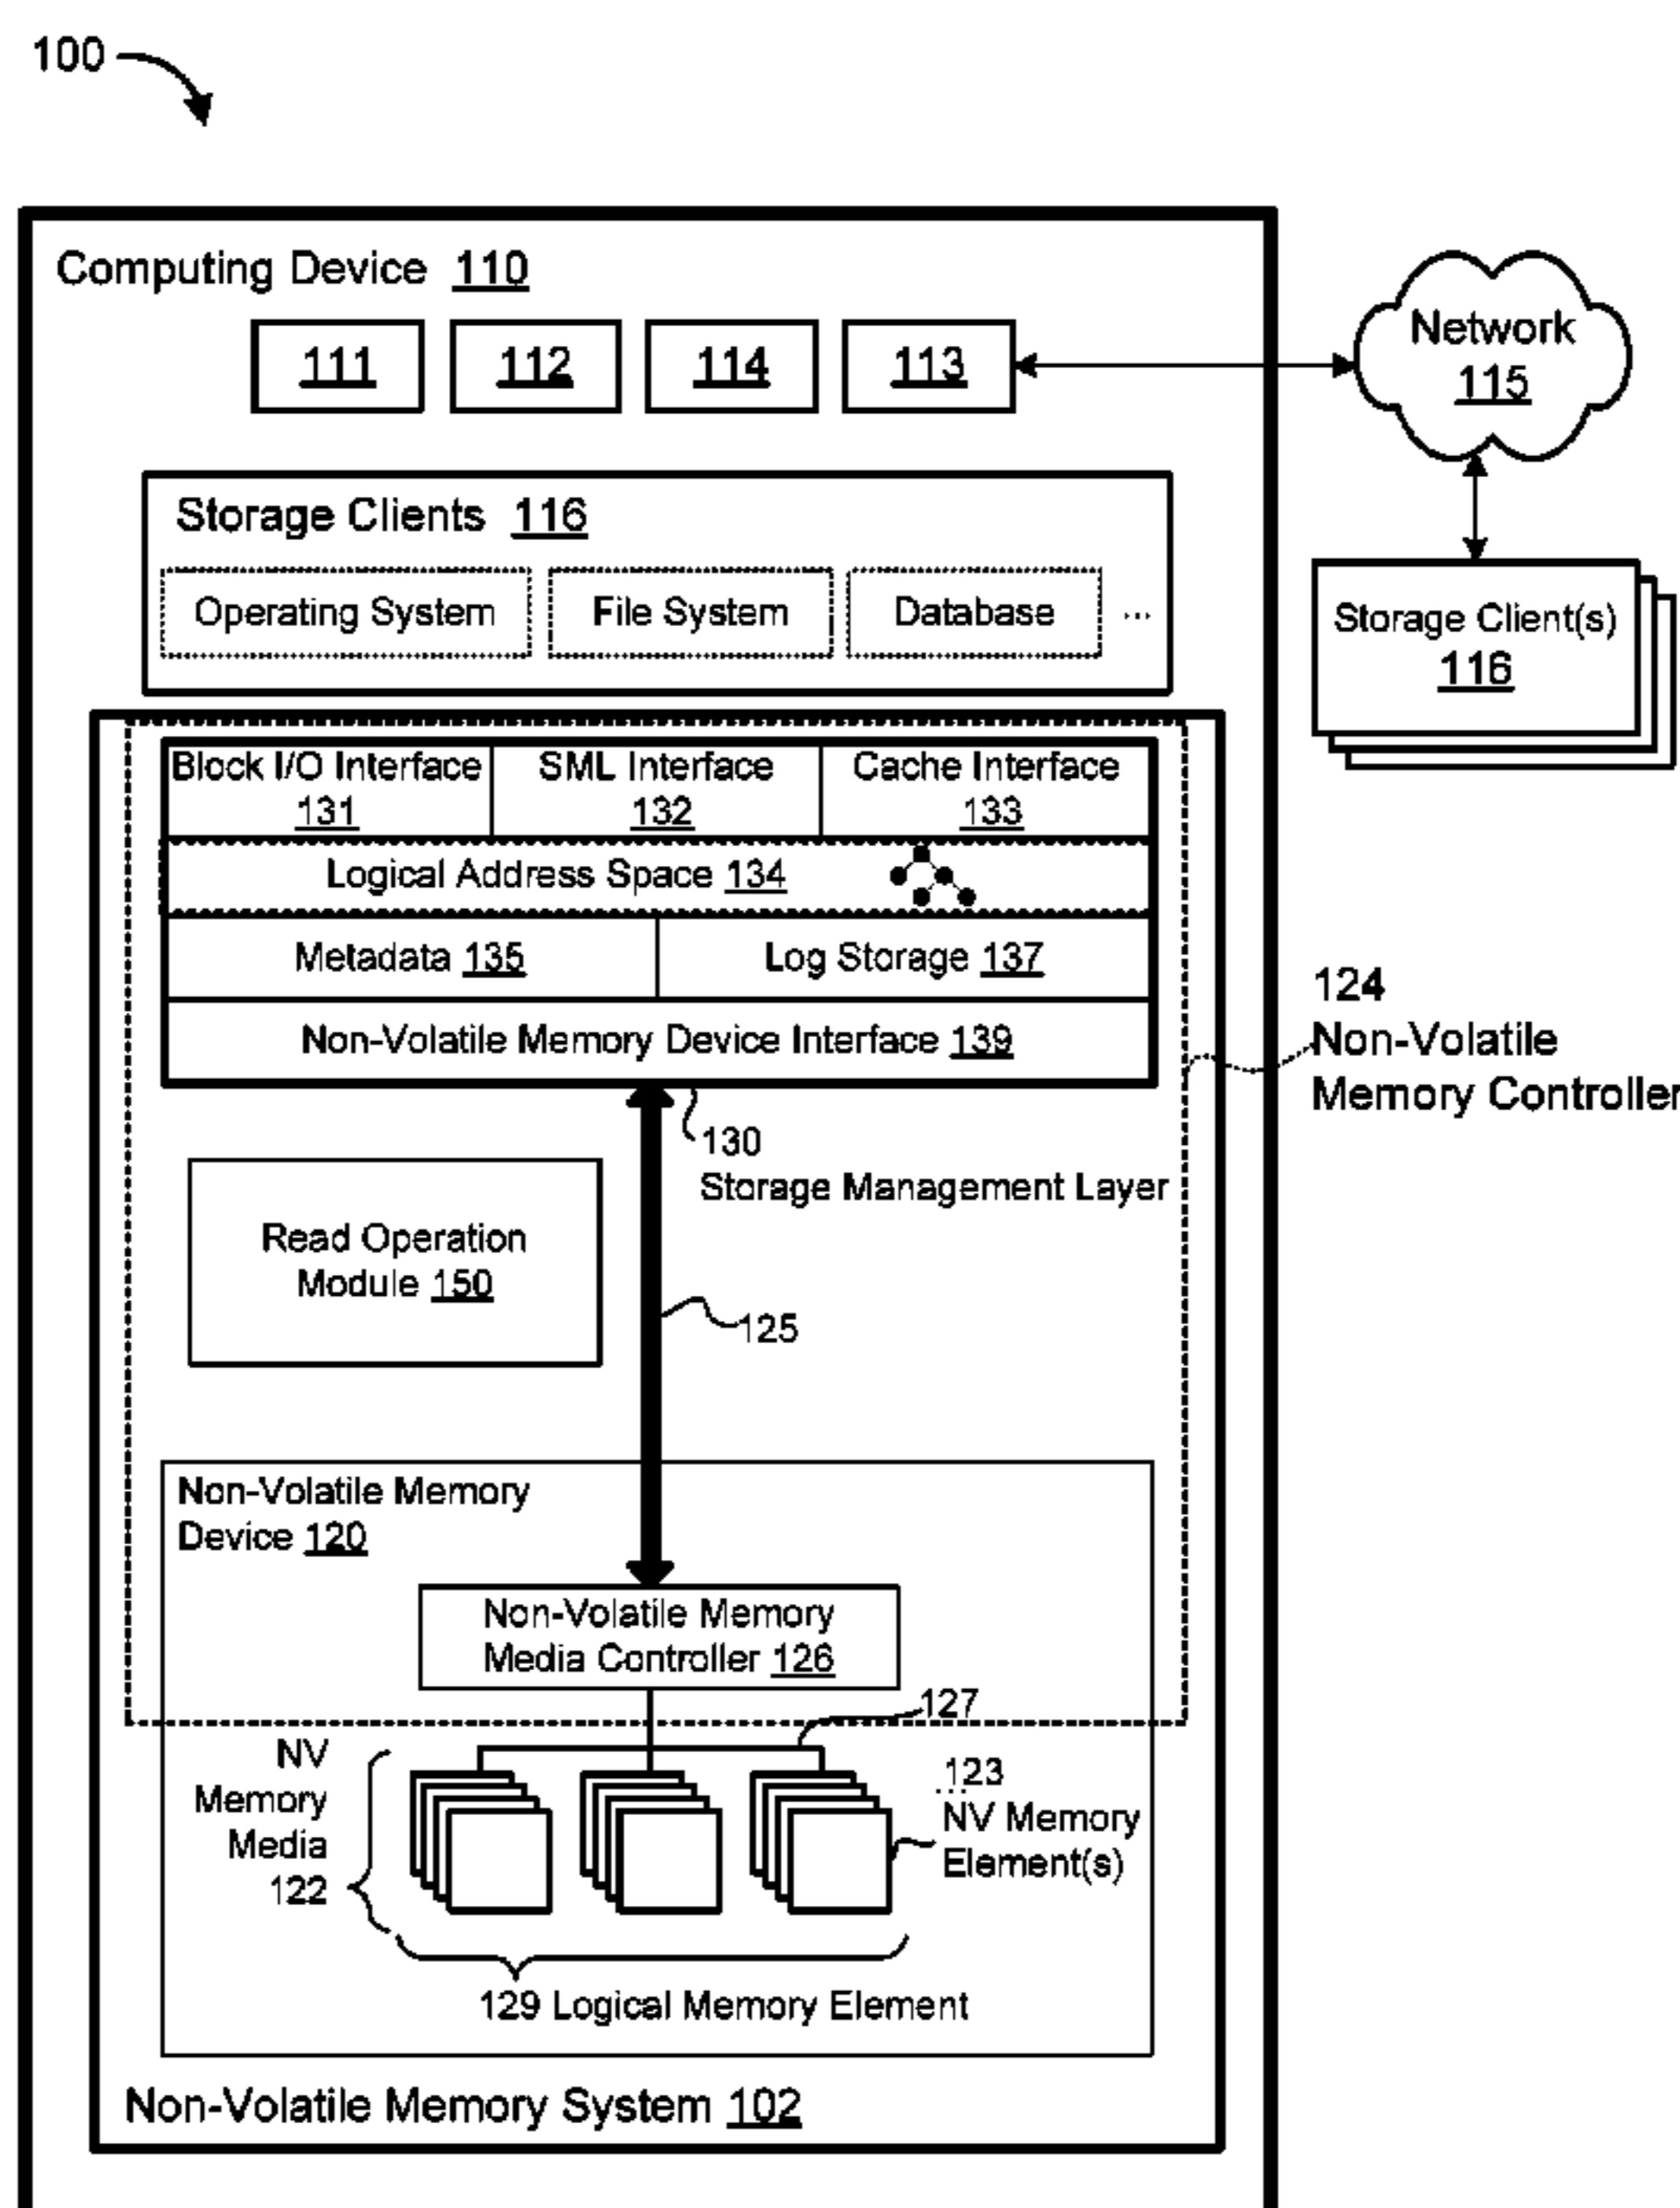 100
Computing Device 110
111 112 114 113
Network
115
Storage Clients 116
Operating System File System Database ...
Storage Client(s)
116
Block I/O Interface
131
SML Interface
132
Cache Interface
133
Logical Address Space 134
Metadata 135 Log Storage 137
Non-Volatile Memory Device Interface 139
124
Non-Volatile
Memory Controller
130
Storage Management Layer
Read Operation
Module 150
125
Non-Volatile Memory
Device 120
Non-Volatile Memory
Media Controller 126
127
NV
Memory
Media
122
...
123
NV Memory
Element(s)
129 Logical Memory Element
Non-Volatile Memory System 102